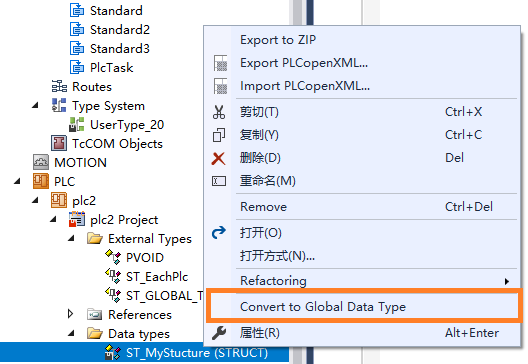 Standard
Standard2
Standard3
PlcTask
Routes
Type System
UserType_20
TcCOM Objects
MOTION
PLC
plc2
plc2 Project
External Types
PVOID
ST_EachPlc
ST_GLOBAL_T
References
Data types
ST_MyStucture (STRUCT)
Export to ZIP
Export PLCopenXML...
Import PLCopenXML...
剪切(T) Ctrl+X
复制(Y) Ctrl+C
删除(D) Del
重命名(M)
Remove Ctrl+Del
打开(O)
打开方式(N)...
Refactoring
Convert to Global Data Type
属性(R) Alt+Enter